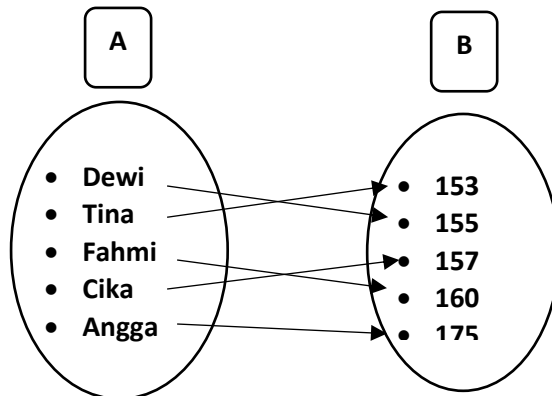 A
B
• Dewi
• Tina
• Fahmi
• Cika
• Angga
• 153
• 155
• 157
• 160
• 175